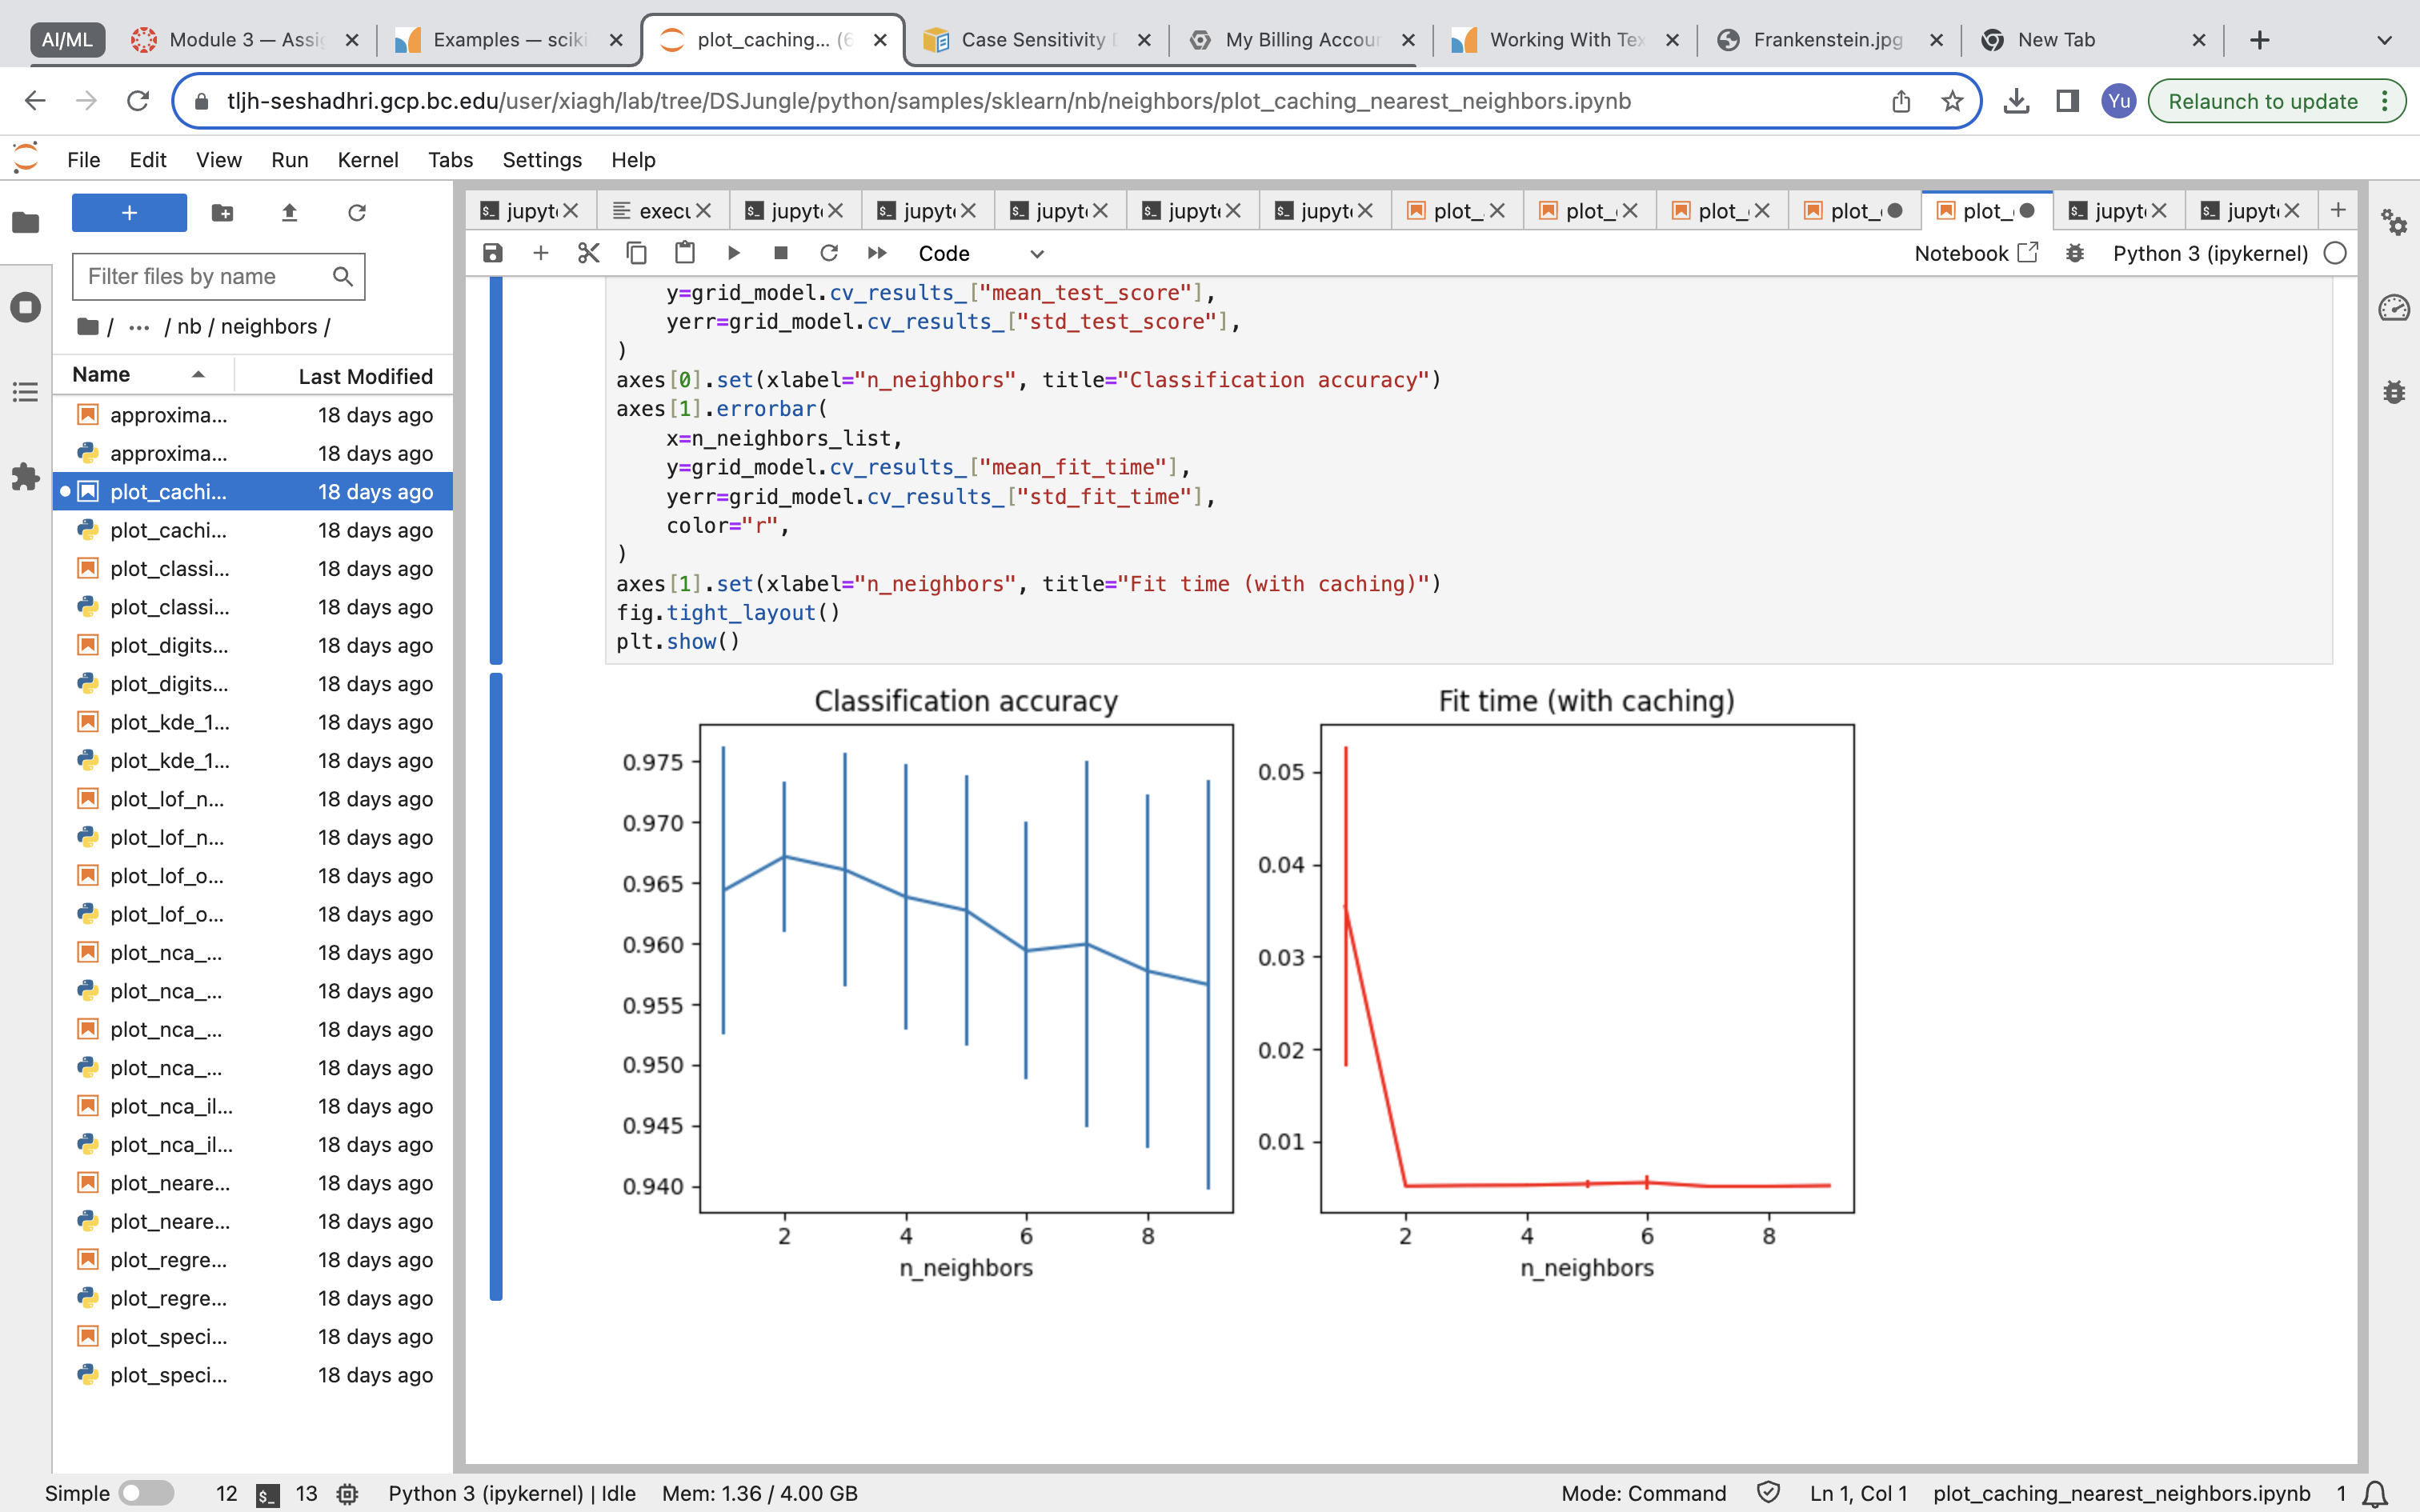 AI/ML
Module 3 — Assig
Examples — sciki
plot_caching... (6
Case Sensitivity D
My Billing Accour
Working With Tex
Frankenstein.jpg
New Tab
tljh-seshadhri.gcp.bc.edu/user/xiagh/lab/tree/DSJungle/python/samples/sklearn/nb/neighbors/plot_caching_nearest_neighbors.ipynb
Yu
Relaunch to update
File Edit View Run Kernel Tabs Settings Help
Filter files by name
/ ... / nb / neighbors /
Name Last Modified
approxima... 18 days ago
approxima... 18 days ago
plot_cachi... 18 days ago
plot_cachi... 18 days ago
plot_classi... 18 days ago
plot_classi... 18 days ago
plot_digits... 18 days ago
plot_digits... 18 days ago
plot_kde_1... 18 days ago
plot_kde_1... 18 days ago
plot_lof_n... 18 days ago
plot_lof_n... 18 days ago
plot_lof_o... 18 days ago
plot_lof_o... 18 days ago
plot_nca_... 18 days ago
plot_nca_... 18 days ago
plot_nca_... 18 days ago
plot_nca_... 18 days ago
plot_nca_il... 18 days ago
plot_nca_il... 18 days ago
plot_neare... 18 days ago
plot_neare... 18 days ago
plot_regre... 18 days ago
plot_regre... 18 days ago
plot_speci... 18 days ago
plot_speci... 18 days ago
jupyt execu jupyt jupyt jupyt jupyt jupyt plot_ plot_ plot_ plot_ plot_ jupyt jupyt
Code
Notebook
Python 3 (ipykernel)
y=grid_model.cv_results_["mean_test_score"],
yerr=grid_model.cv_results_["std_test_score"],
)
axes[0].set(xlabel="n_neighbors", title="Classification accuracy")
axes[1].errorbar(
x=n_neighbors_list,
y=grid_model.cv_results_["mean_fit_time"],
yerr=grid_model.cv_results_["std_fit_time"],
color="r",
)
axes[1].set(xlabel="n_neighbors", title="Fit time (with caching)")
fig.tight_layout()
plt.show()
Classification accuracy
0.975
0.970
0.965
0.960
0.955
0.950
0.945
0.940
2 4 6 8
n_neighbors
Fit time (with caching)
0.05
0.04
0.03
0.02
0.01
2 4 6 8
n_neighbors
Simple 12 13 Python 3 (ipykernel) | Idle Mem: 1.36 / 4.00 GB
Mode: Command Ln 1, Col 1 plot_caching_nearest_neighbors.ipynb 1